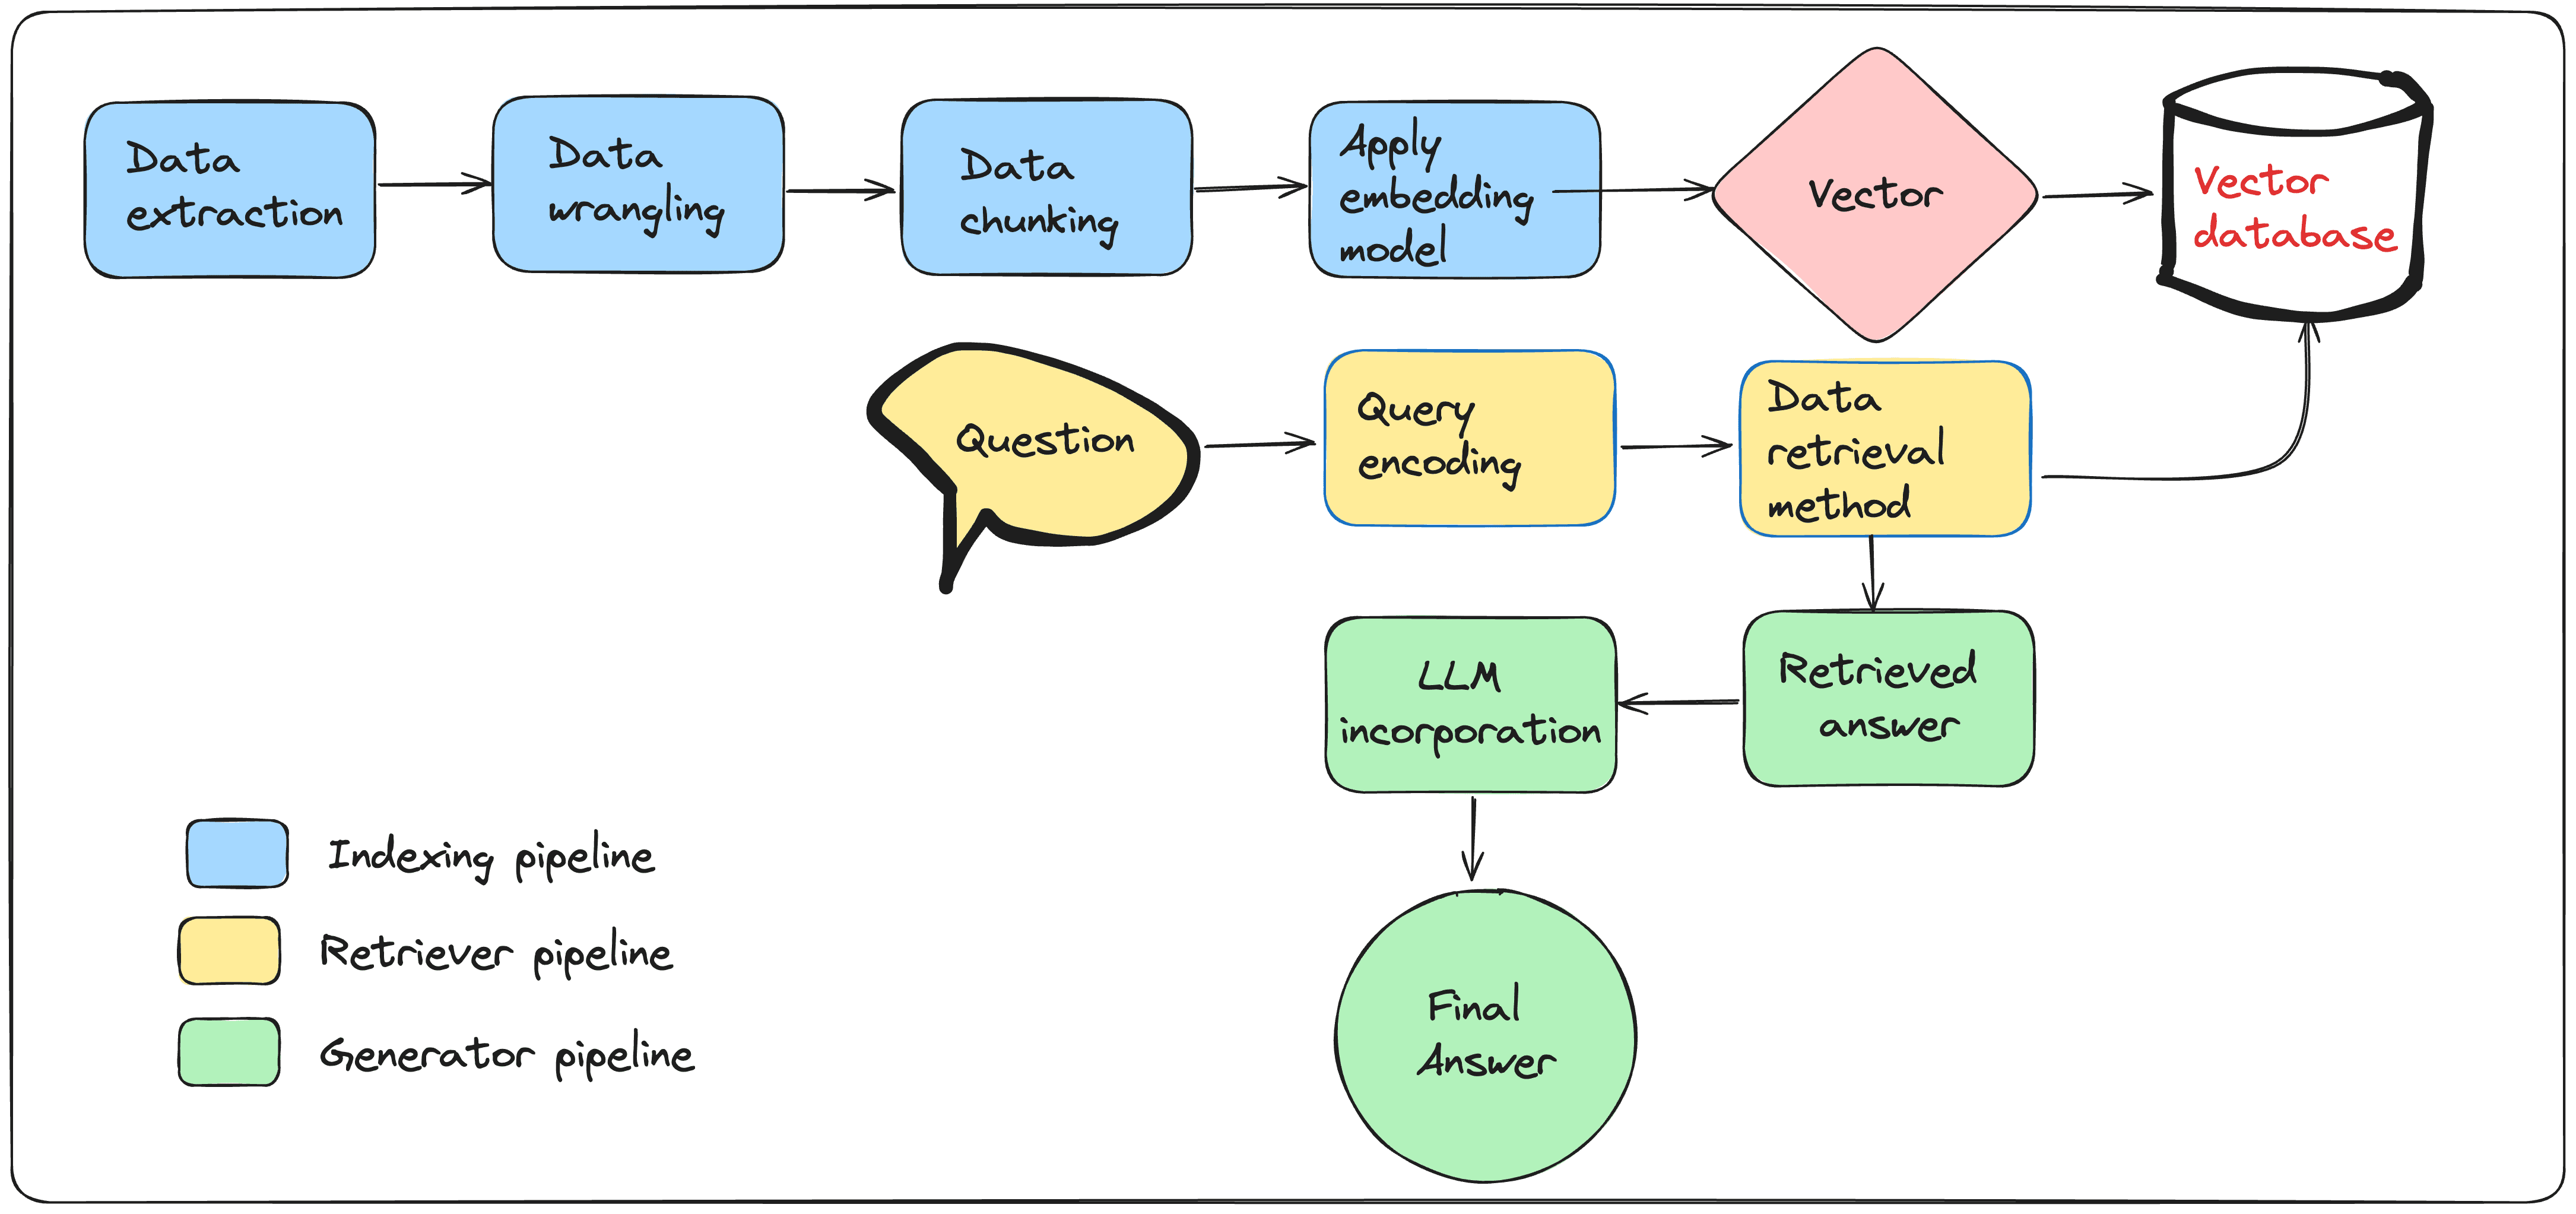 Data
extraction
Data
wrangling
Data
chunking
Apply
embedding
model
Vector
Vector
database
Question
Query
encoding
Data
retrieval
method
LLM
incorporation
Retrieved
answer
Indexing pipeline
Retriever pipeline
Generator pipeline
Final
Answer